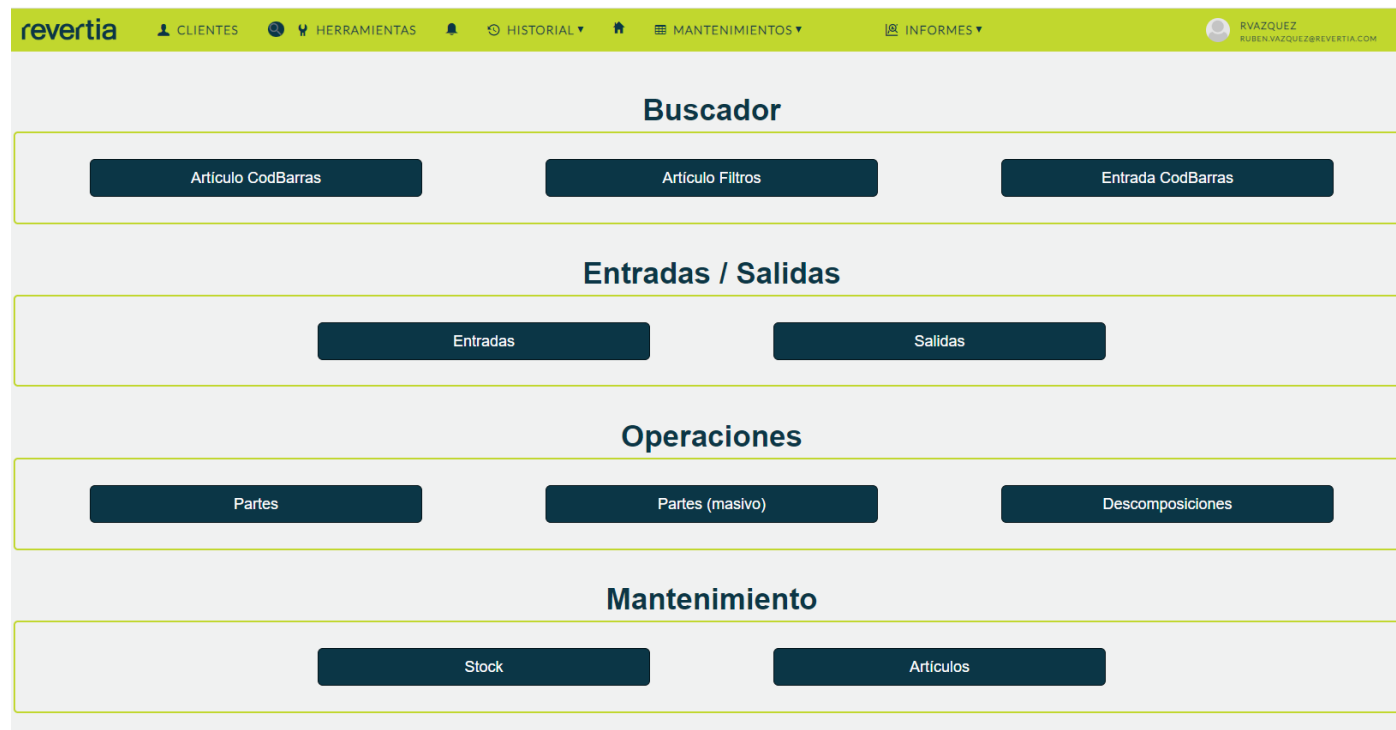 revertia CLIENTES HERRAMIENTAS HISTORIAL▼ MANTENIMIENTOS▼ INFORMES▼ RVAZQUEZ
RUBEN.VAZQUEZ@REVERTIA.COM
Buscador
Artículo CodBarras Artículo Filtros Entrada CodBarras
Entradas / Salidas
Entradas Salidas
Operaciones
Partes Partes (masivo) Descomposiciones
Mantenimiento
Stock Artículos